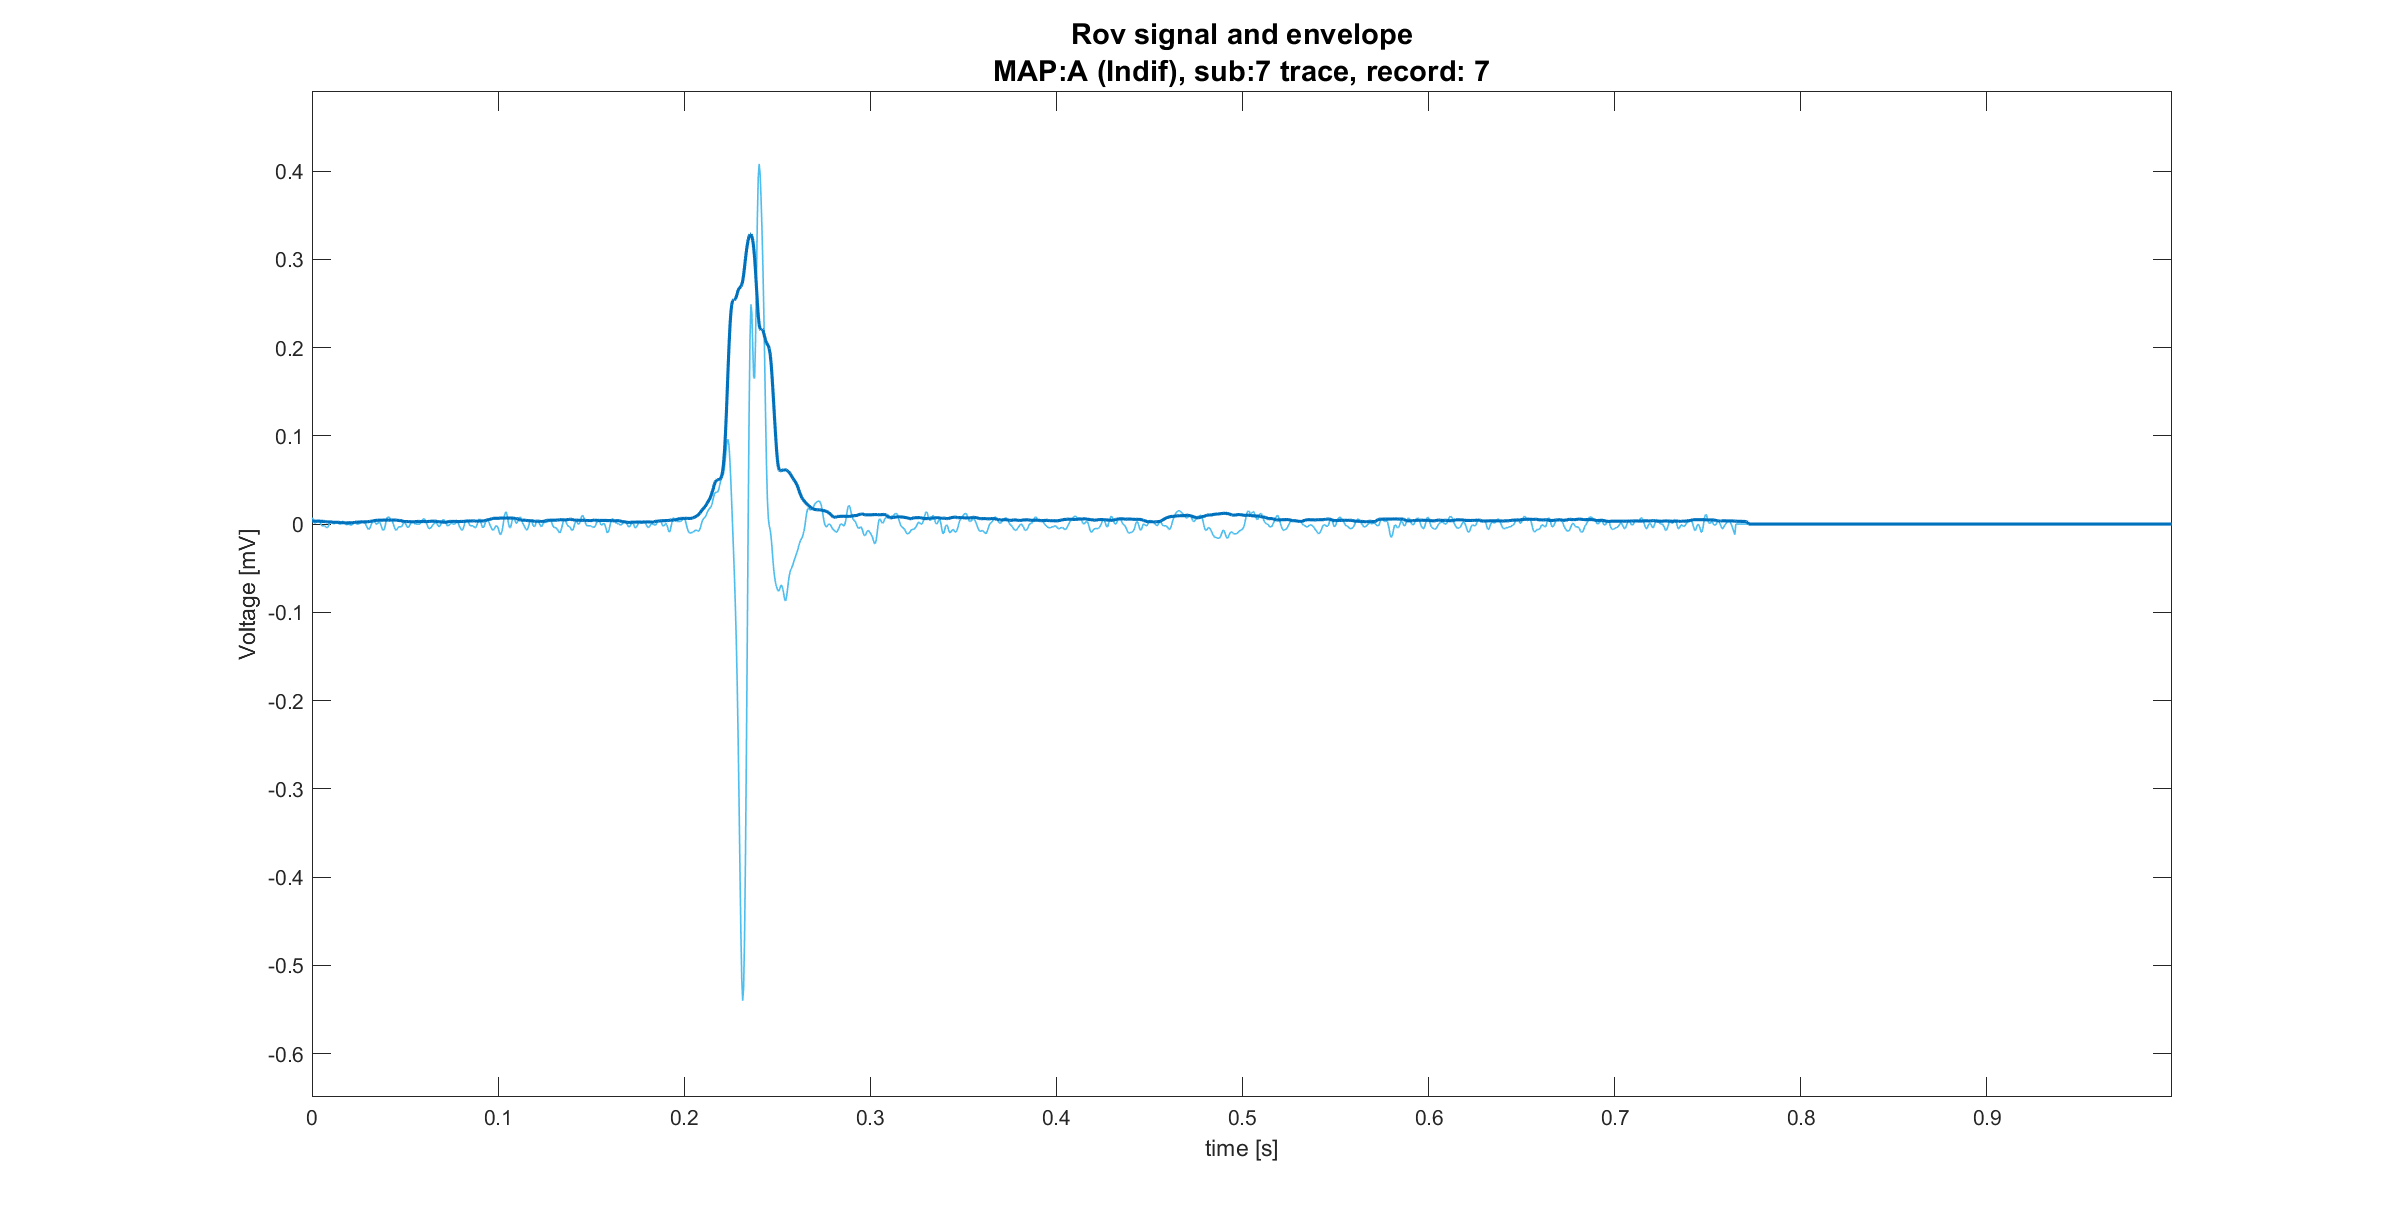 Rov signal and envelope
MAP:A (Indif), sub:7 trace, record: 7
0.4
0.3
0.2
0.1
0
-0.1
-0.2
-0.3
-0.4
-0.5
-0.6
Voltage [mV]
0 0.1 0.2 0.3 0.4 0.5 0.6 0.7 0.8 0.9
time [s]